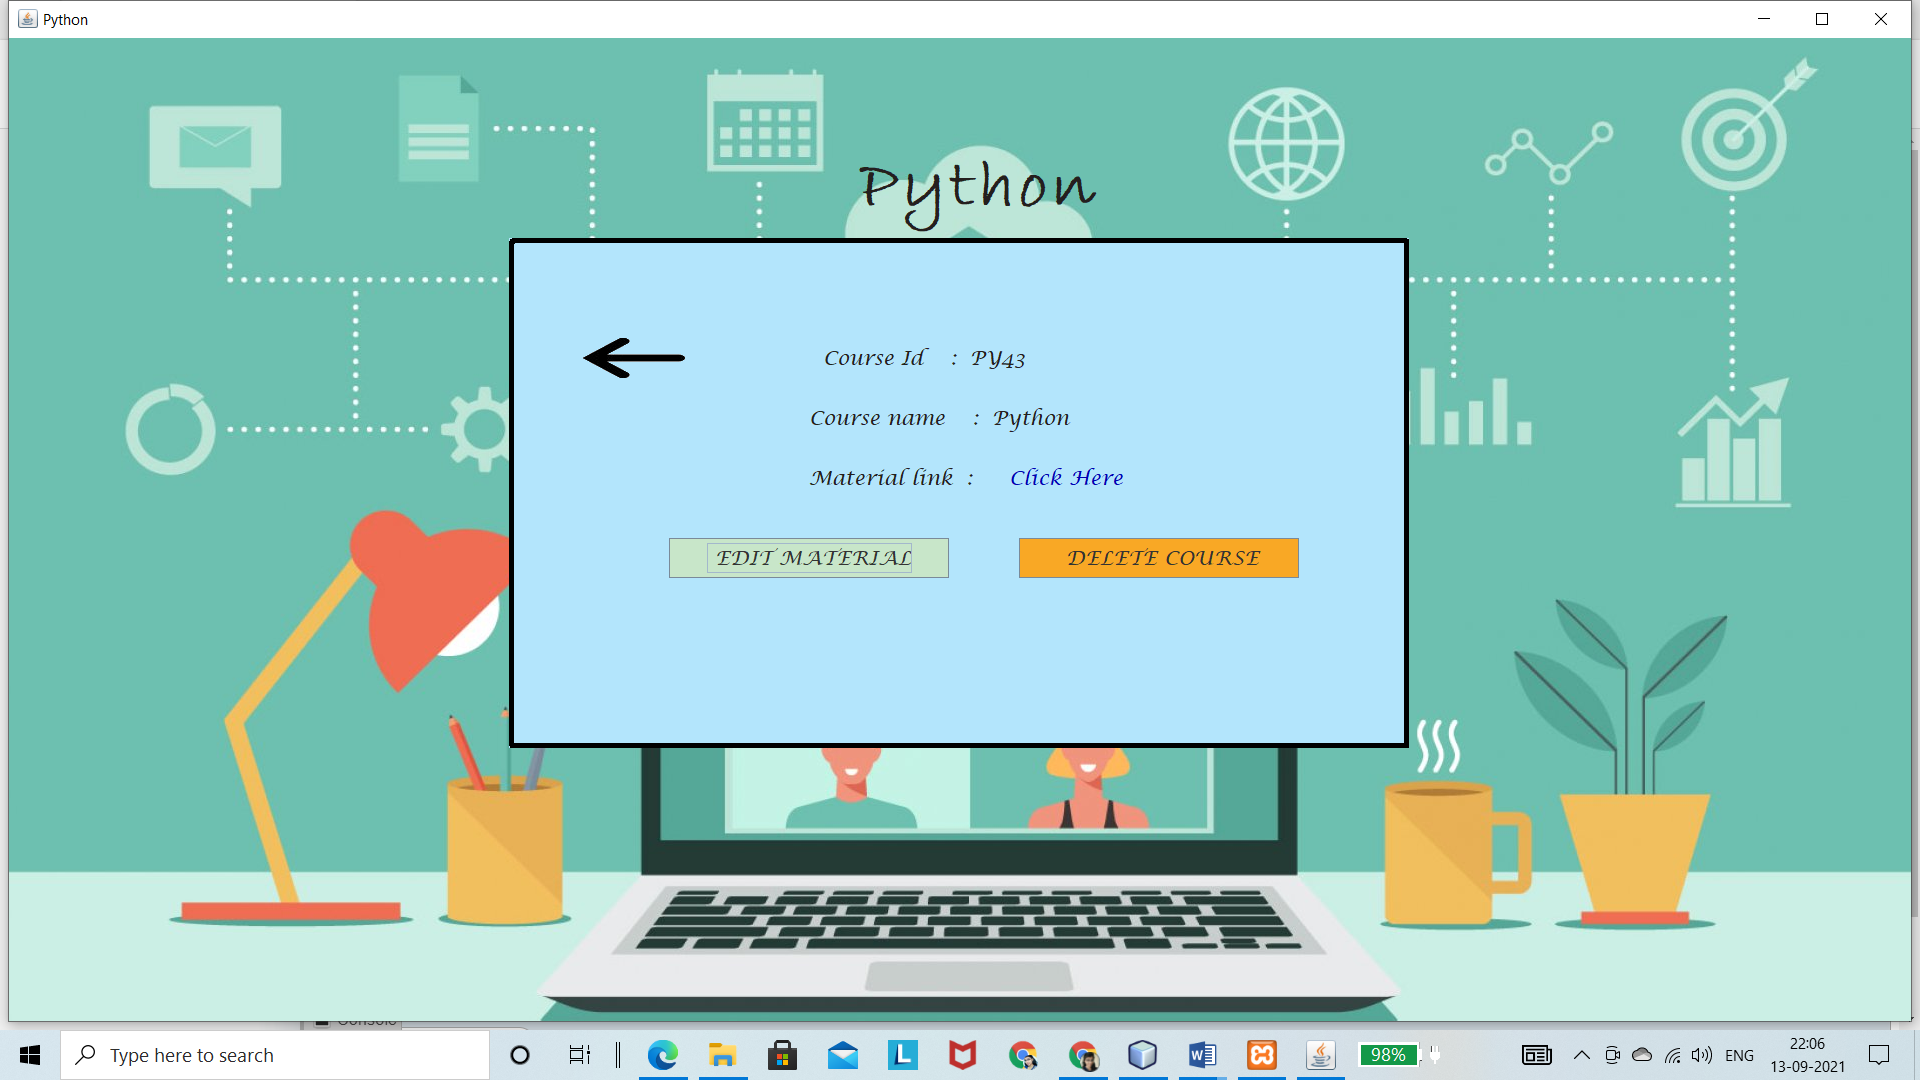 Python
Python
Course Id : PY43
Course name : Python
Material link : Click Here
EDIT MATERIAL
DELETE COURSE
Console
Type here to search
98%
ENG
22:06
13-09-2021